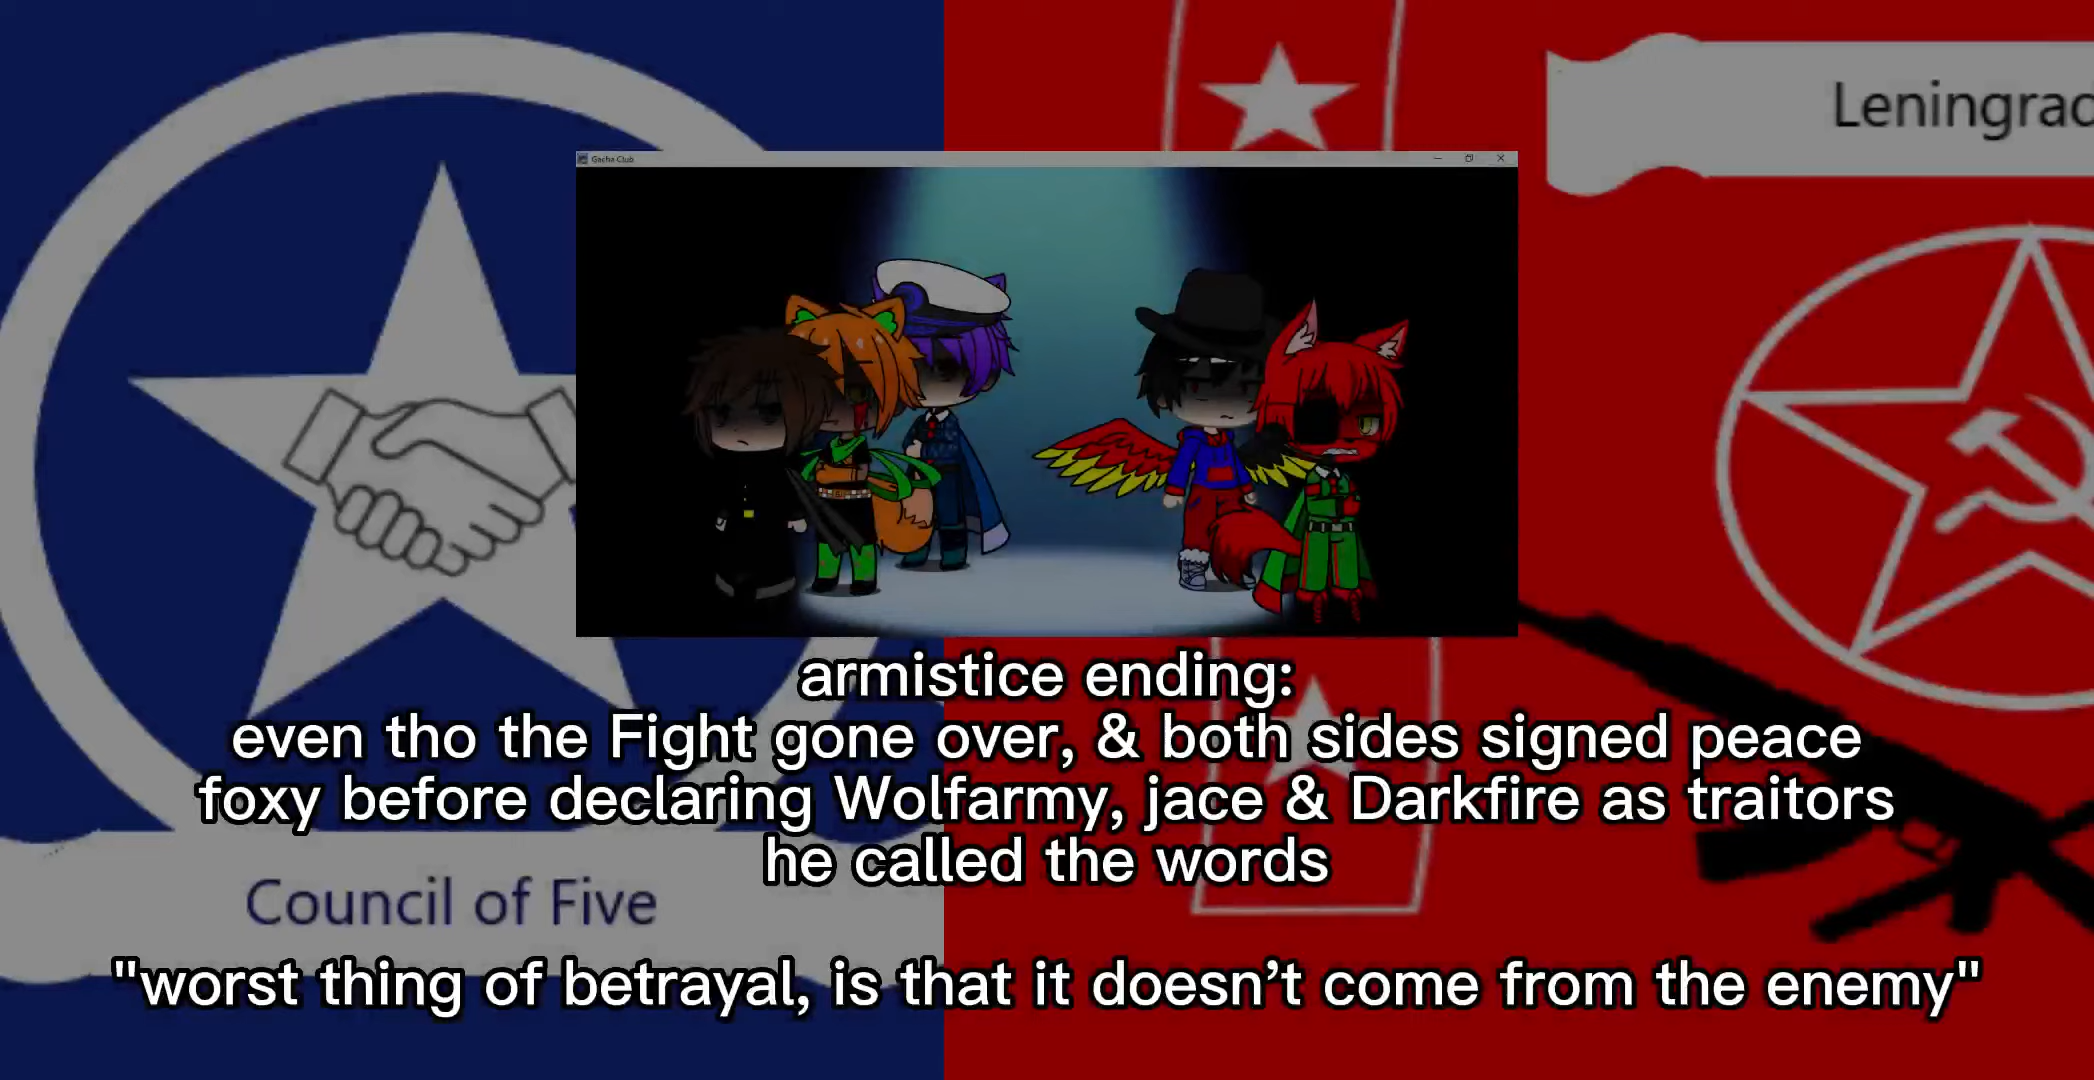 Leningrad
Gacha Club
armistice ending:
even tho the Fight gone over, & both sides signed peace
foxy before declaring Wolfarmy, jace & Darkfire as traitors
he called the words
Council of Five
"worst thing of betrayal, is that it doesn’t come from the enemy"